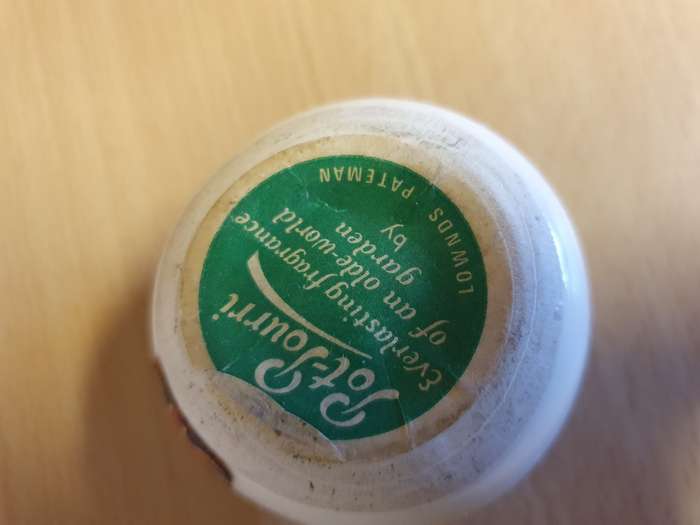 Pot-Pourri
Everlasting fragrance
of an olde-world
garden
by
LOWNDS PATEMAN